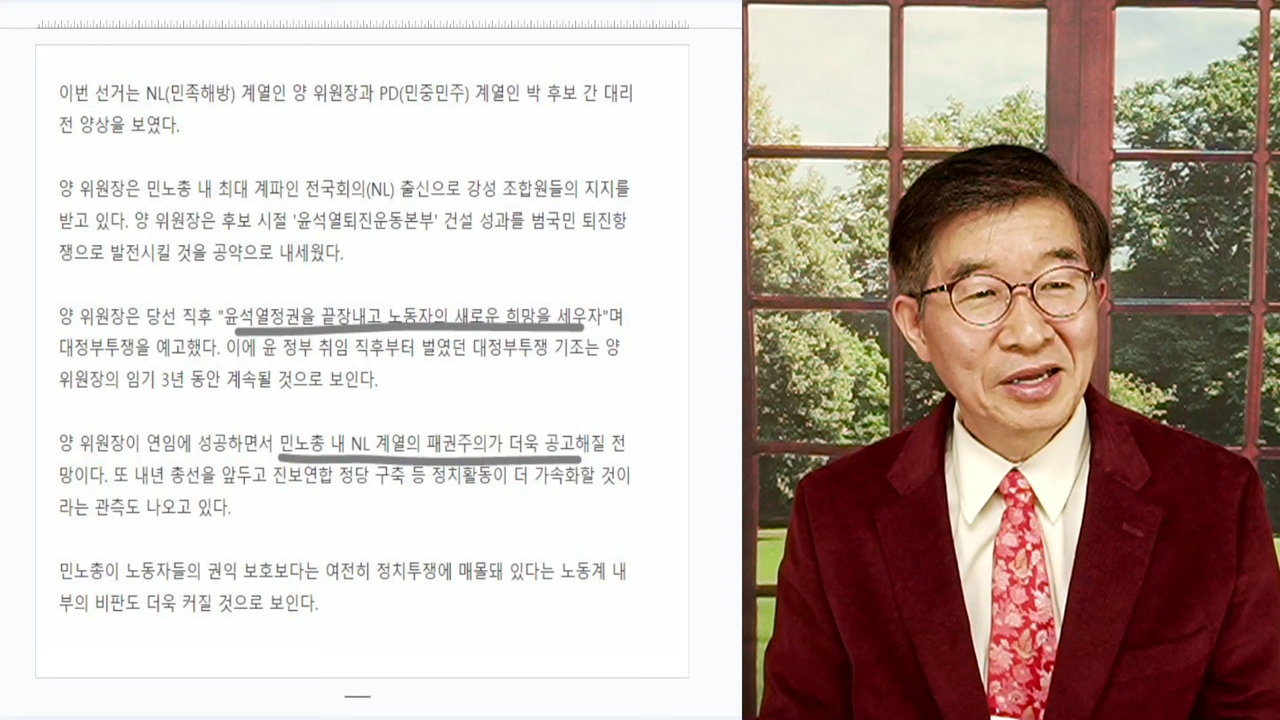 이번 선거는 NL(민족해방) 계열인 양 위원장과 PD(민중민주) 계열인 박 후보 간 대리
전 양상을 보였다.
양 위원장은 민노총 내 최대 계파인 전국회의(NL) 출신으로 강성 조합원들의 지지를
받고 있다. 양 위원장은 후보 시절 '윤석열퇴진운동본부' 건설 성과를 범국민 퇴진항
쟁으로 발전시킬 것을 공약으로 내세웠다.
양 위원장은 당선 직후 "윤석열정권을 끝장내고 노동자의 새로운 희망을 세우자"며
대정부투쟁을 예고했다. 이에 윤 정부 취임 직후부터 벌였던 대정부투쟁 기조는 양
위원장의 임기 3년 동안 계속될 것으로 보인다.
양 위원장이 연임에 성공하면서 민노총 내 NL 계열의 패권주의가 더욱 공고해질 전
망이다. 또 내년 총선을 앞두고 진보연합 정당 구축 등 정치활동이 더 가속화할 것이
라는 관측도 나오고 있다.
민노총이 노동자들의 권익 보호보다는 여전히 정치투쟁에 매몰돼 있다는 노동계 내
부의 비판도 더욱 커질 것으로 보인다.